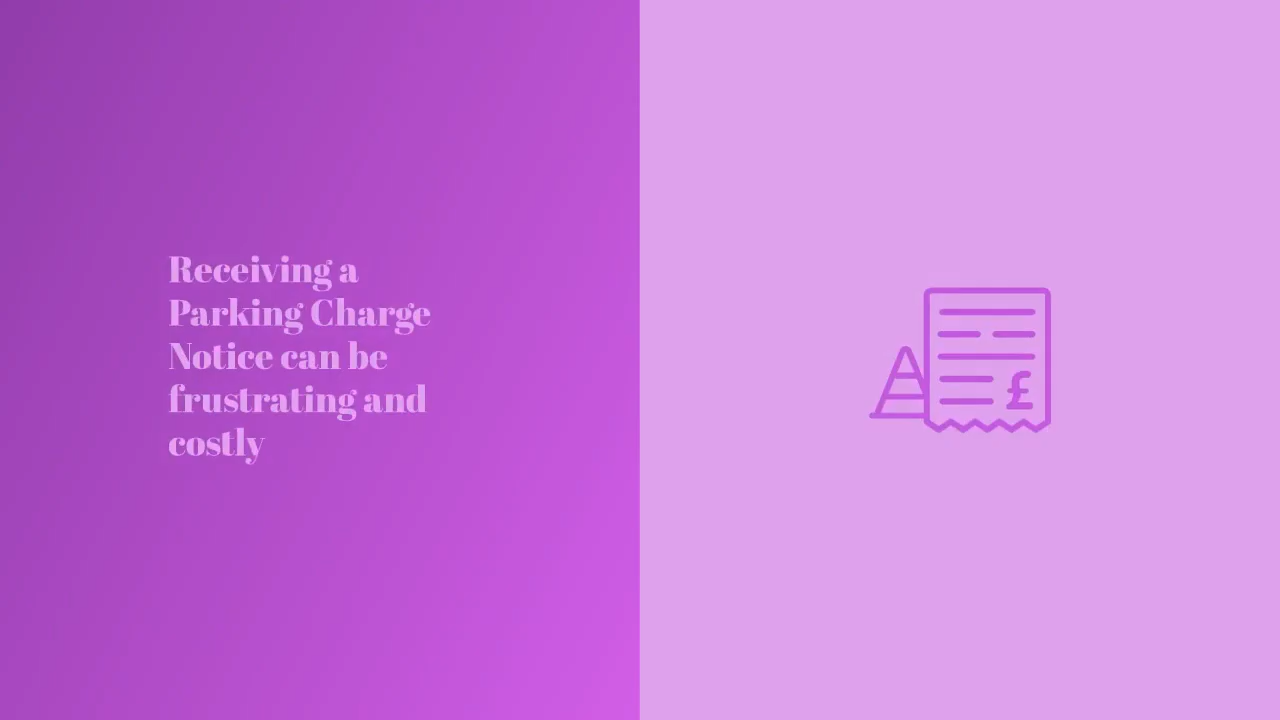 Receiving a
Parking Charge
Notice can be
frustrating and
costly
£